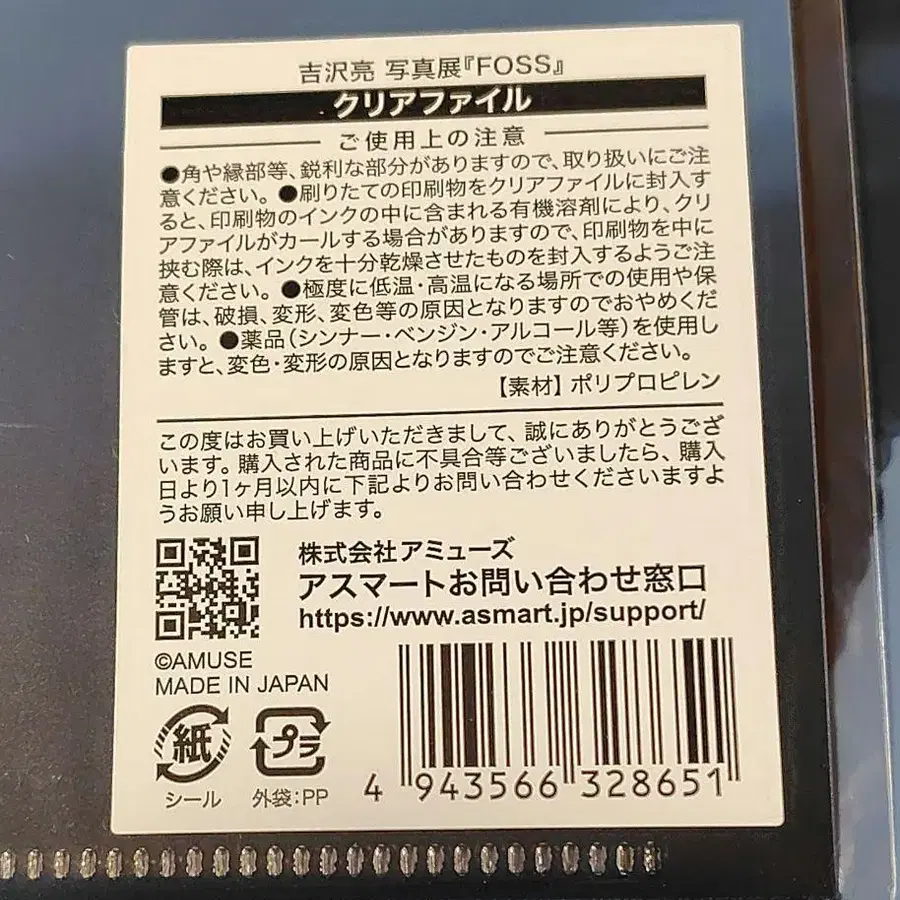 吉沢亮 写真展『FOSS』
クリアファイル
ご使用上の注意
●角や縁部等、鋭利な部分がありますので、取り扱いにご注
意ください。●刷りたての印刷物をクリアファイルに封入す
ると、印刷物のインクの中に含まれる有機溶剤により、クリ
アファイルがカールする場合がありますので、印刷物を中に
挟む際は、インクを十分乾燥させたものを封入するようご注
意ください。●極度に低温・高温になる場所での使用や保
管は、破損、変形、変色等の原因となりますのでおやめくだ
さい。●薬品(シンナー・ベンジン・アルコール等)を使用し
ますと、変色・変形の原因となりますのでご注意ください。
【素材】ポリプロピレン
この度はお買い上げいただきまして、誠にありがとうござ
います。購入された商品に不具合等ございましたら、購入
日より1ヶ月以内に下記よりお問い合わせくださいますよ
うお願い申し上げます。
株式会社アミューズ
アスマートお問い合わせ窓口
https://www.asmart.jp/support/
©AMUSE
MADE IN JAPAN
紙
プラ
シール
外袋:PP
4 943566 328651